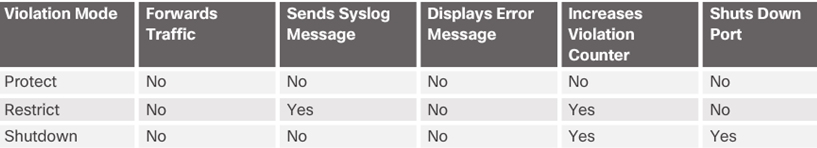 Violation Mode Forwards Traffic Sends Syslog Message Displays Error Message Increases Violation Counter Shuts Down Port
Protect No No No No No
Restrict No Yes No Yes No
Shutdown No No No Yes Yes